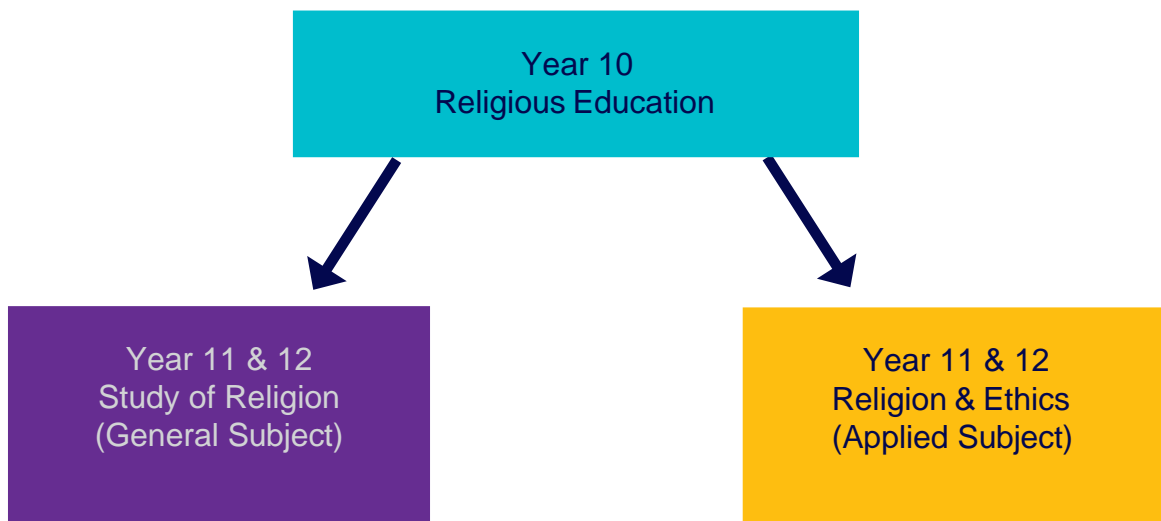 Year 10
Religious Education
Year 11 & 12
Study of Religion
(General Subject)
Year 11 & 12
Religion & Ethics
(Applied Subject)